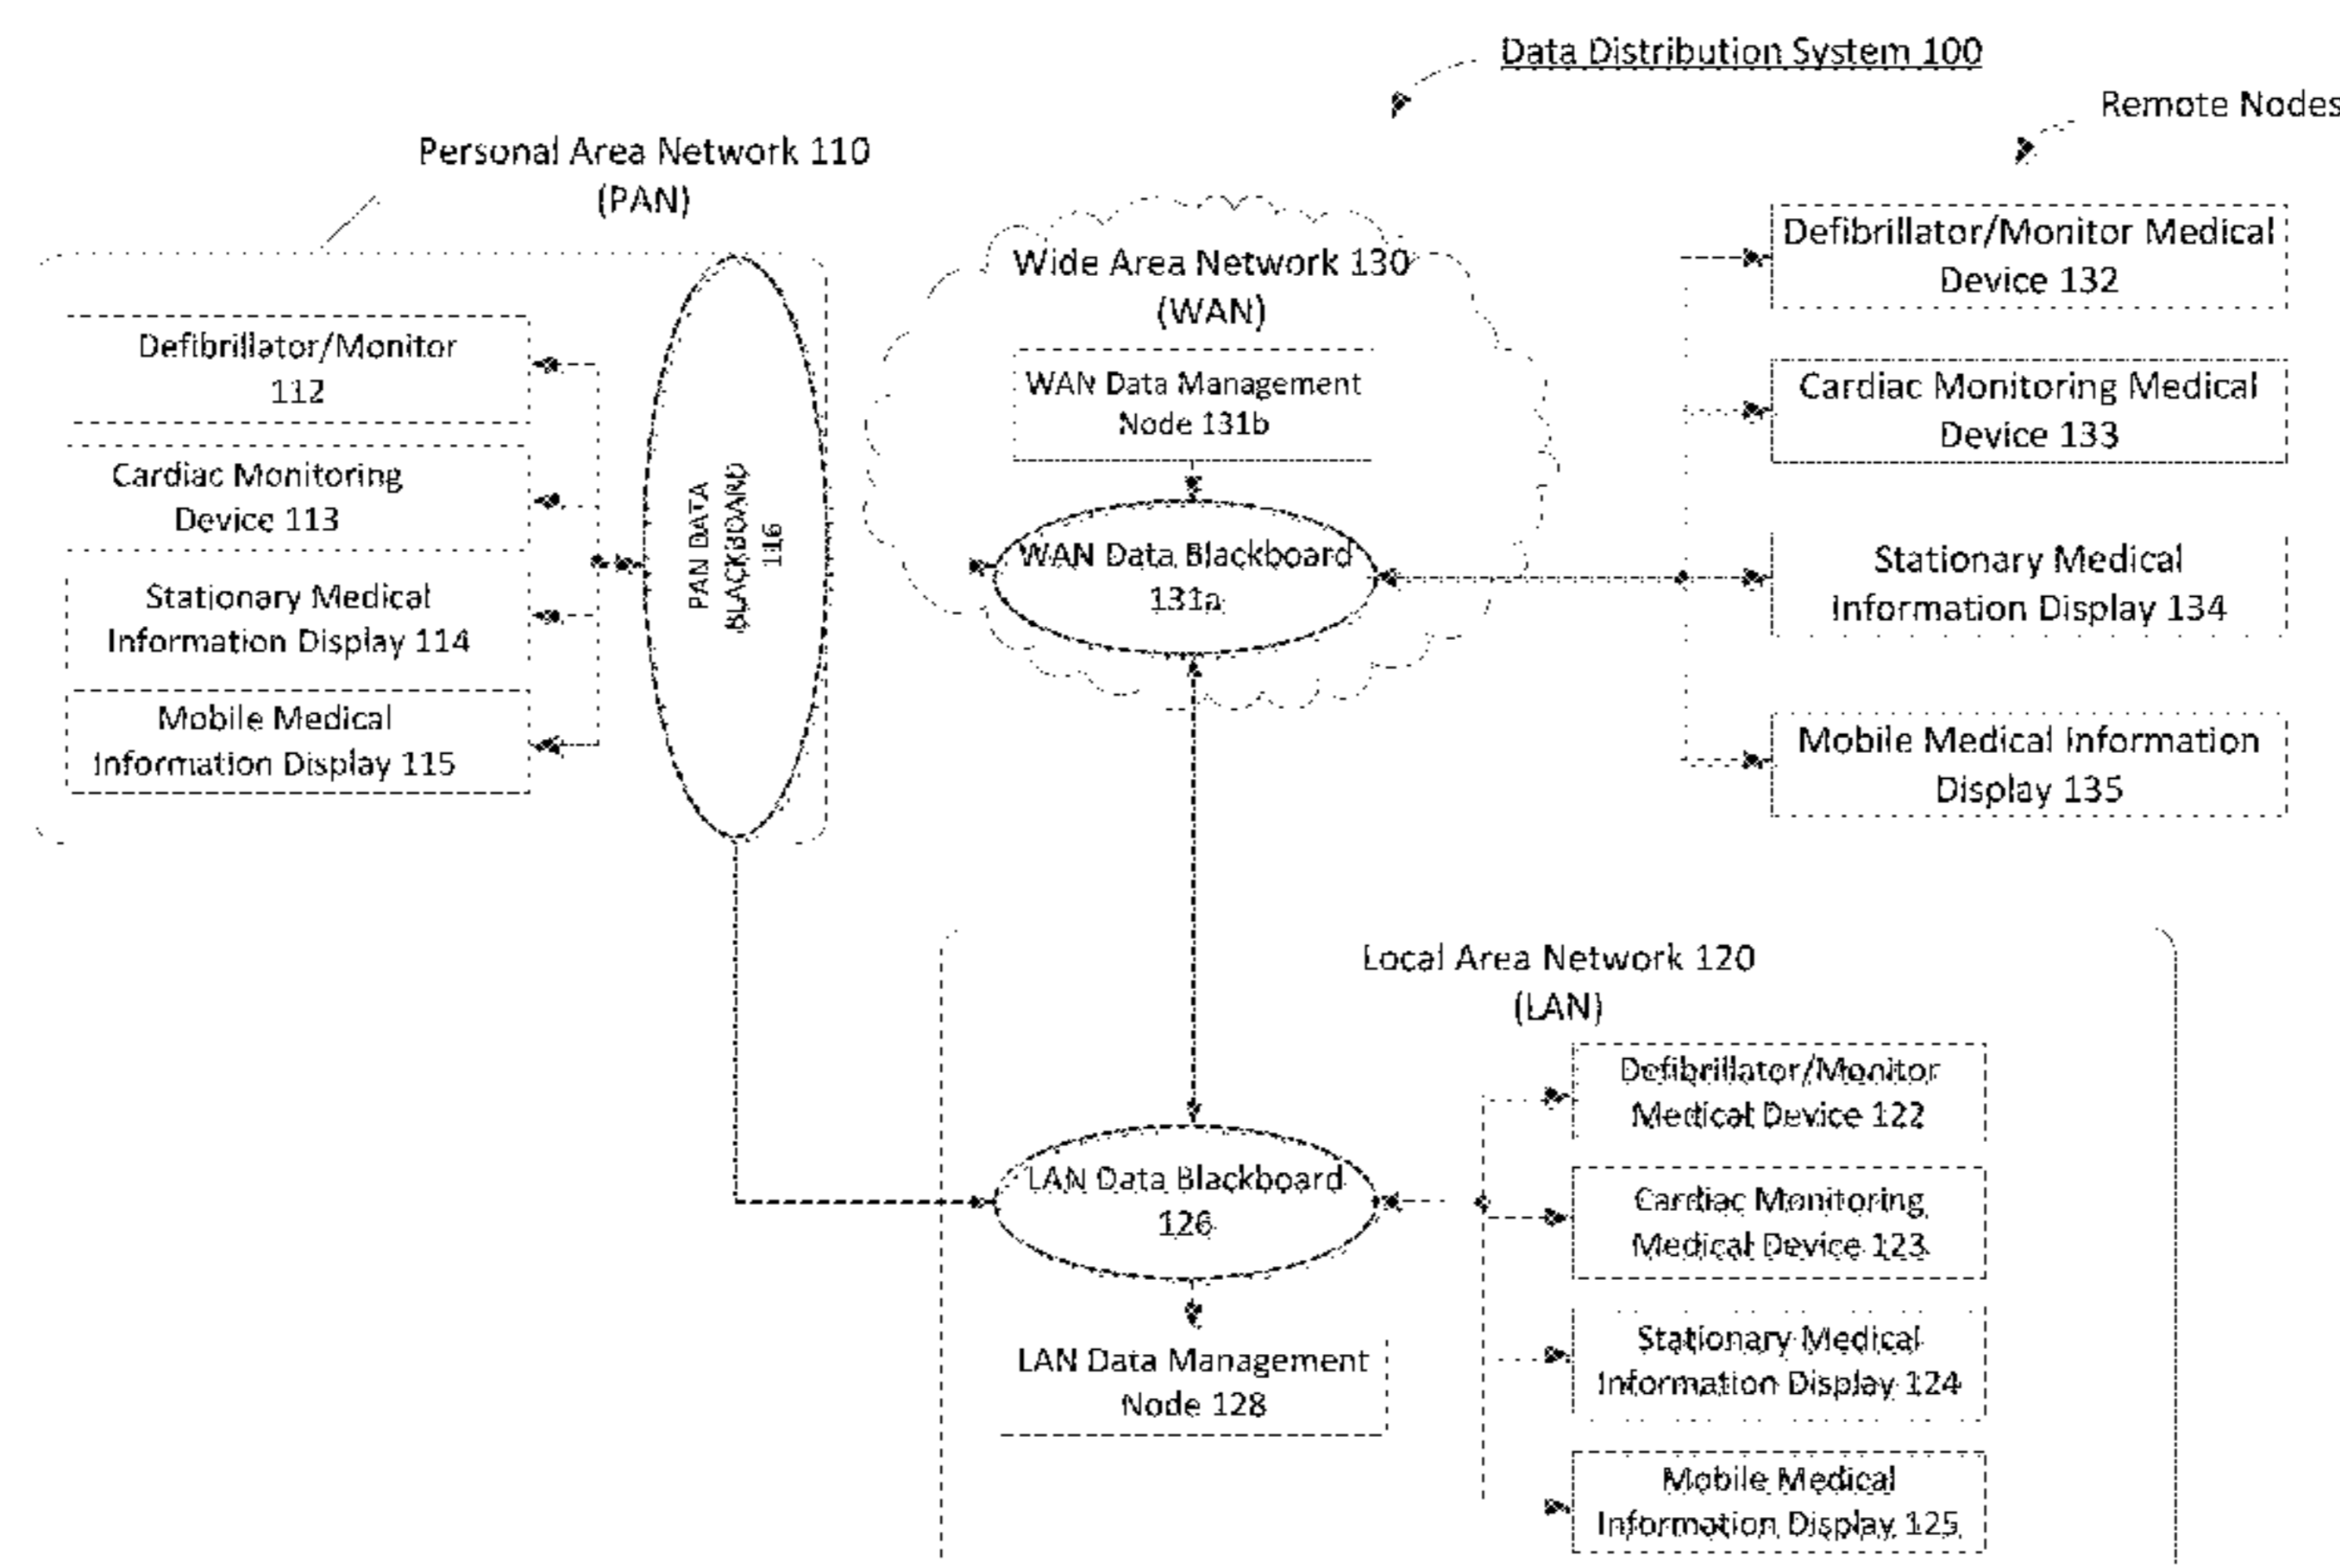 Data Distribution System 100
Remote Nodes
Personal Area Network 110
(PAN)
Defibrillator/Monitor
112
Cardiac Monitoring
Device 113
Stationary Medical
Information Display 114
Mobile Medical
Information Display 115
PAN DATA
BLACKBOARD
116
Wide Area Network 130
(WAN)
WAN Data Management
Node 131b
WAN Data Blackboard
131a
Defibrillator/Monitor Medical
Device 132
Cardiac Monitoring Medical
Device 133
Stationary Medical
Information Display 134
Mobile Medical Information
Display 135
Local Area Network 120
(LAN)
LAN Data Blackboard
126
LAN Data Management
Node 128
Defibrillator/Monitor
Medical Device 122
Cardiac Monitoring
Medical Device 123
Stationary Medical
Information Display 124
Mobile Medical
Information Display 125